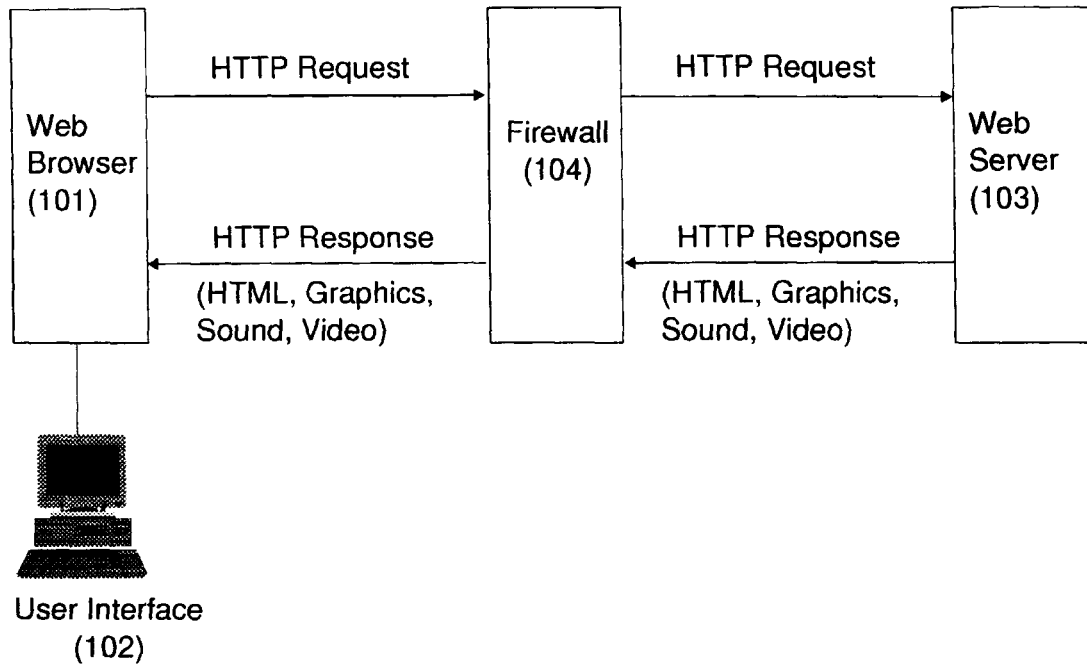 HTTP Request
HTTP Request
Web
Browser
(101)
Firewall
(104)
Web
Server
(103)
HTTP Response
HTTP Response
(HTML, Graphics,
Sound, Video)
(HTML, Graphics,
Sound, Video)
User Interface
(102)